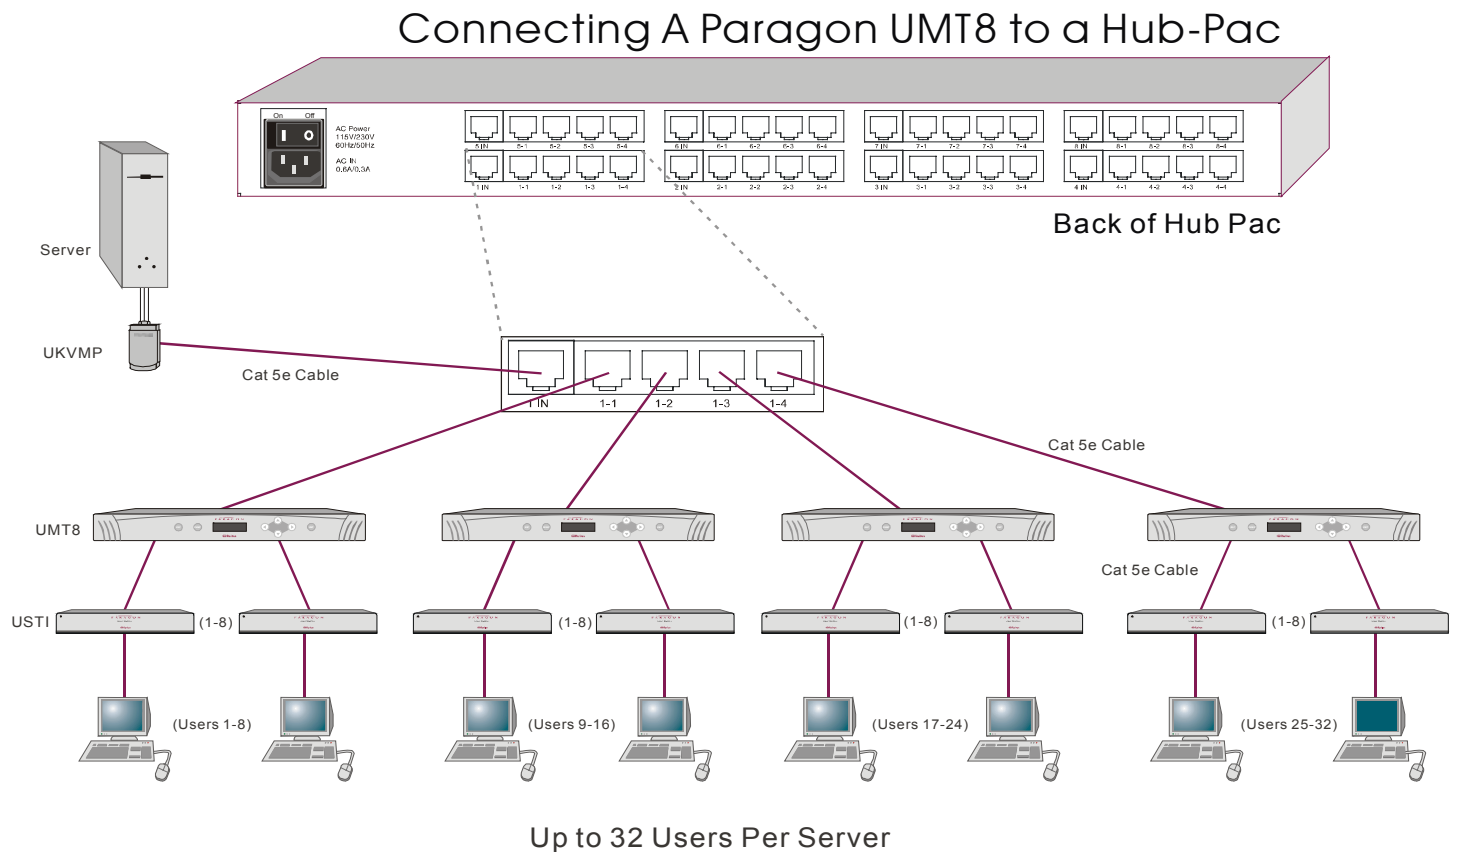 Connecting A Paragon UMT8 to a Hub-Pac
On Off
AC Power
115V/230V
60Hz/50Hz
AC IN
0.6A/0.3A
5 IN 5-1 5-2 5-3 5-4 6 IN 6-1 6-2 6-3 6-4 7 IN 7-1 7-2 7-3 7-4 8 IN 8-1 8-2 8-3 8-4
1 IN 1-1 1-2 1-3 1-4 2 IN 2-1 2-2 2-3 2-4 3 IN 3-1 3-2 3-3 3-4 4 IN 4-1 4-2 4-3 4-4
Back of Hub Pac
Server
UKVMP
Cat 5e Cable
1 IN 1-1 1-2 1-3 1-4
Cat 5e Cable
UMT8
Cat 5e Cable
USTI (1-8) (1-8) (1-8) (1-8)
(Users 1-8) (Users 9-16) (Users 17-24) (Users 25-32)
Up to 32 Users Per Server